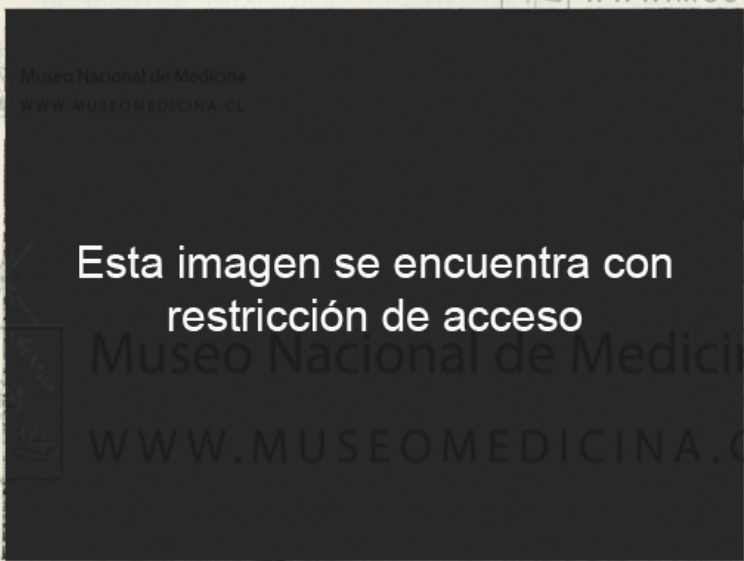 Museo Nacional de Medicina
WWW.MUSEOMEDICINA.CL
Esta imagen se encuentra con
restricción de acceso
Museo Nacional de Medici
WWW.MUSEOMEDICINA.C